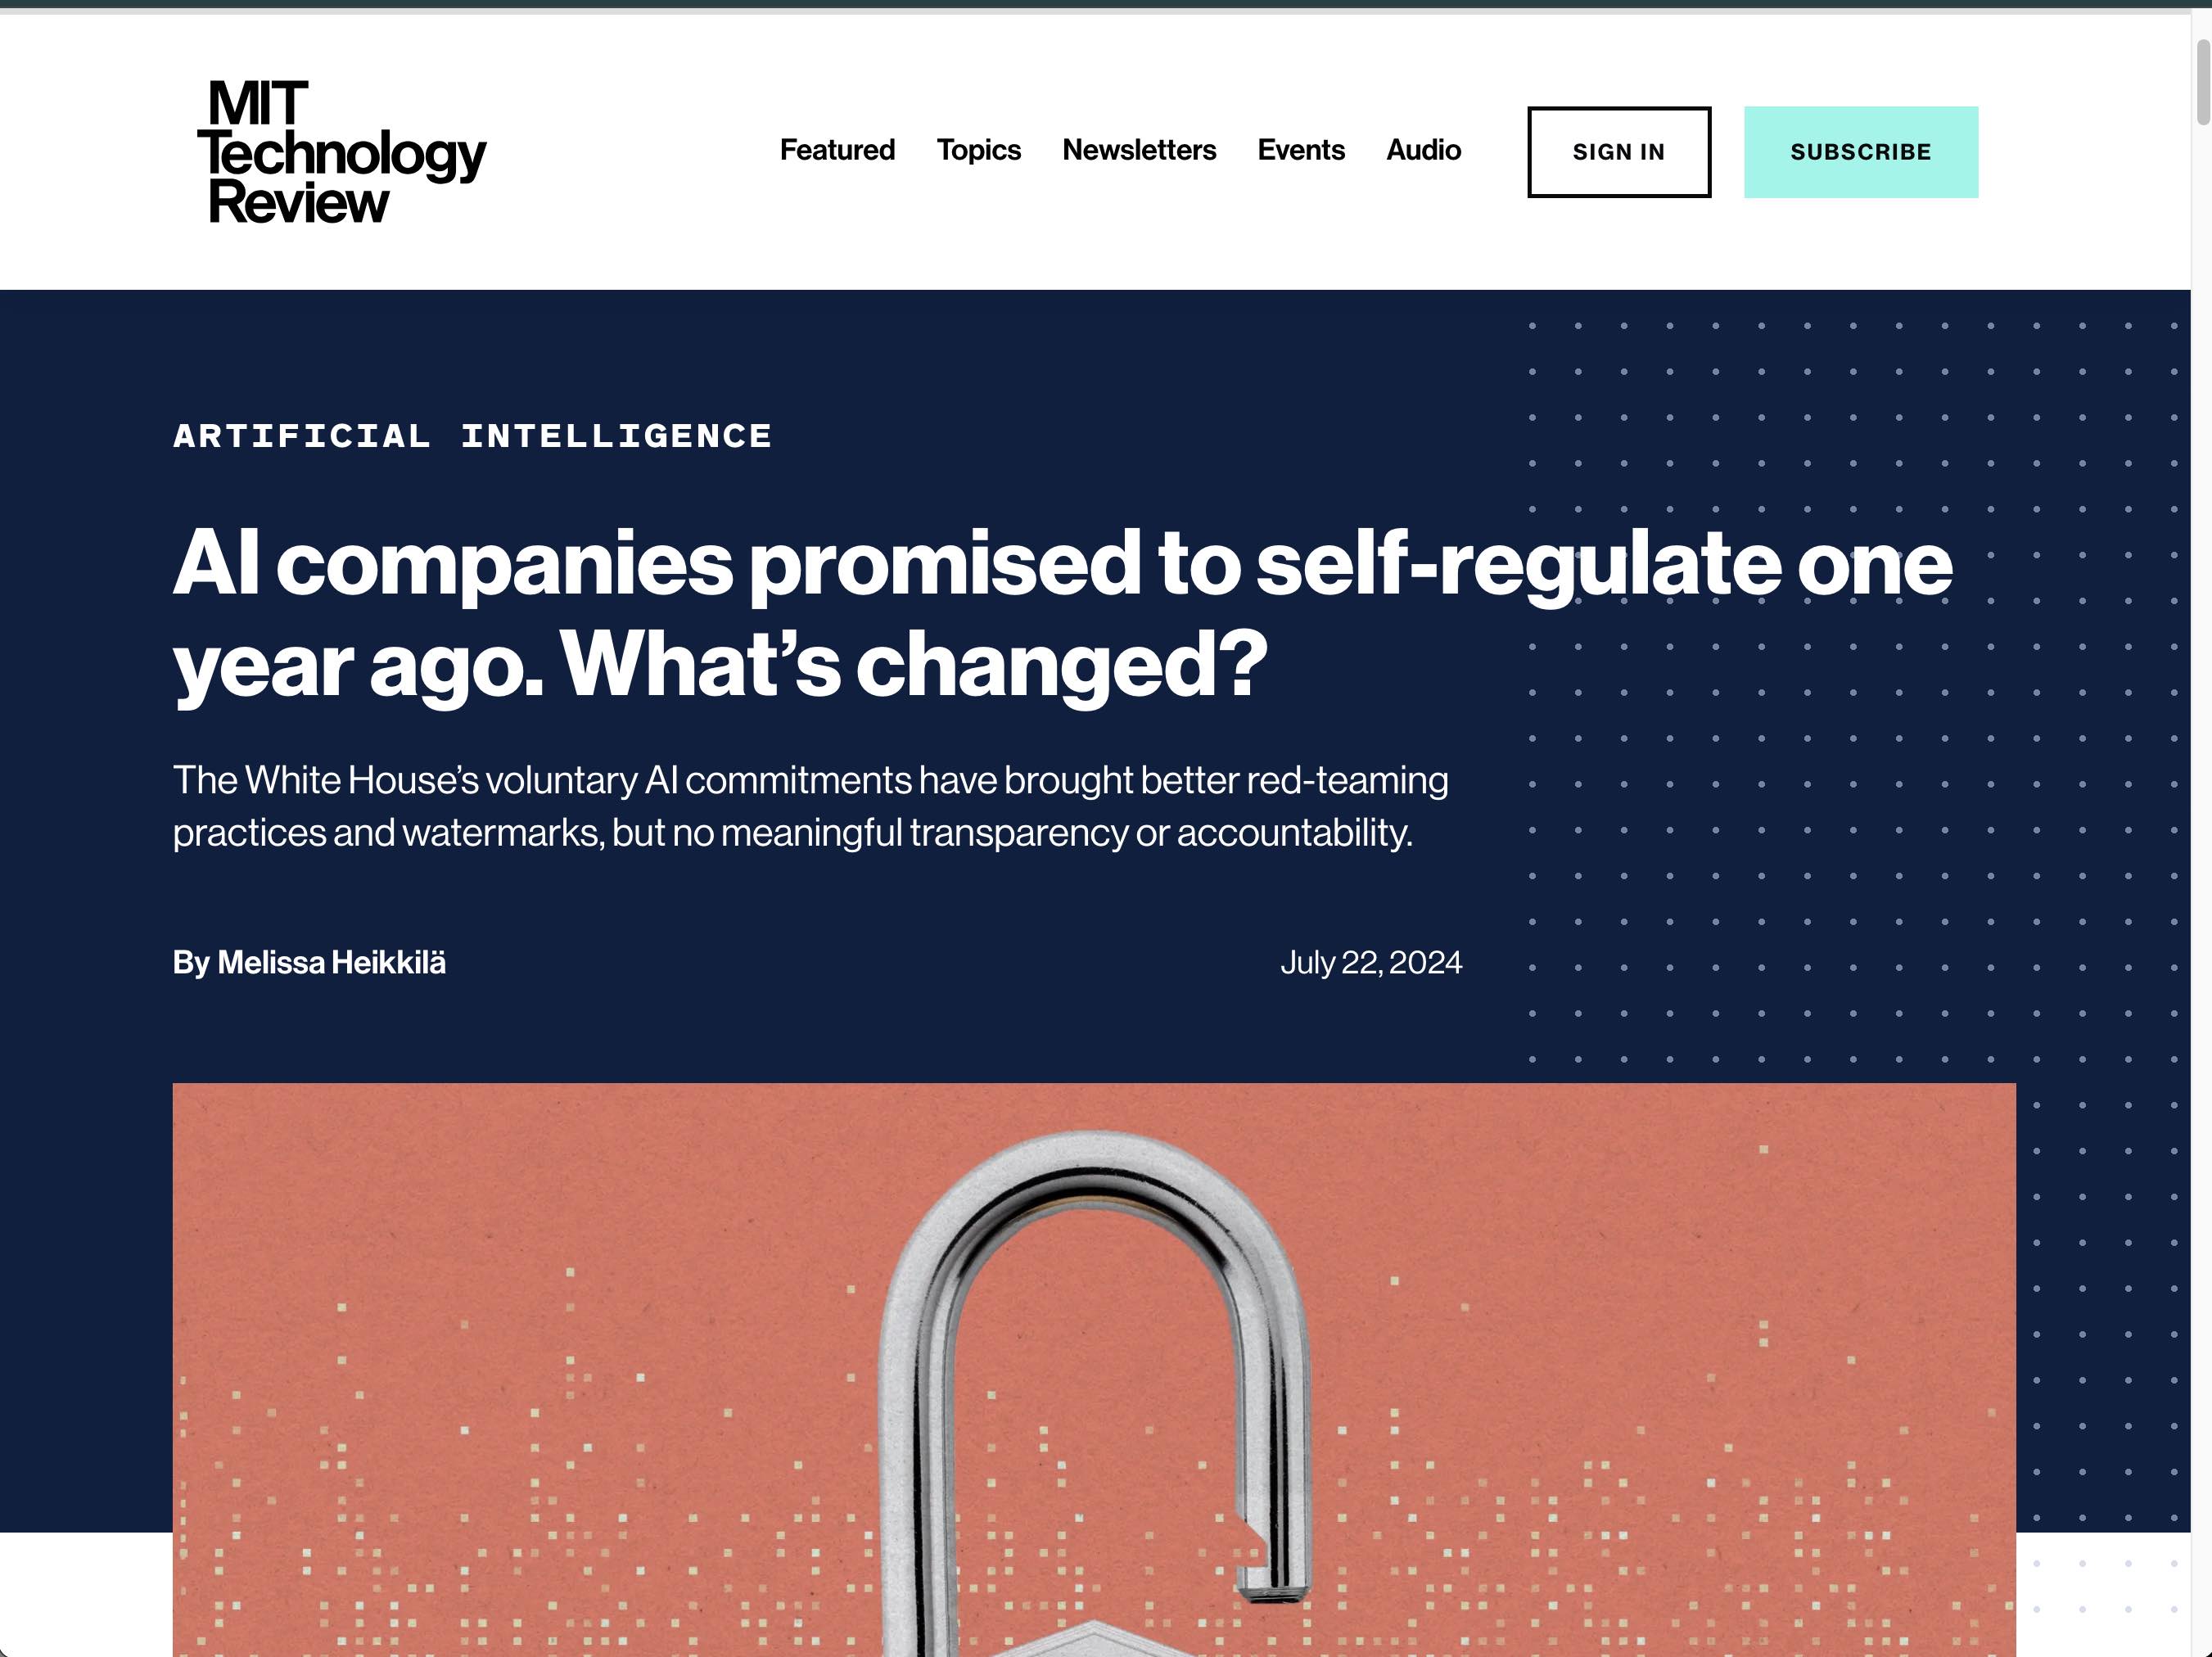 MIT
Technology
Review
Featured Topics Newsletters Events Audio SIGN IN SUBSCRIBE
ARTIFICIAL INTELLIGENCE
AI companies promised to self-regulate one
year ago. What’s changed?
The White House’s voluntary AI commitments have brought better red-teaming
practices and watermarks, but no meaningful transparency or accountability.
By Melissa Heikkilä July 22, 2024